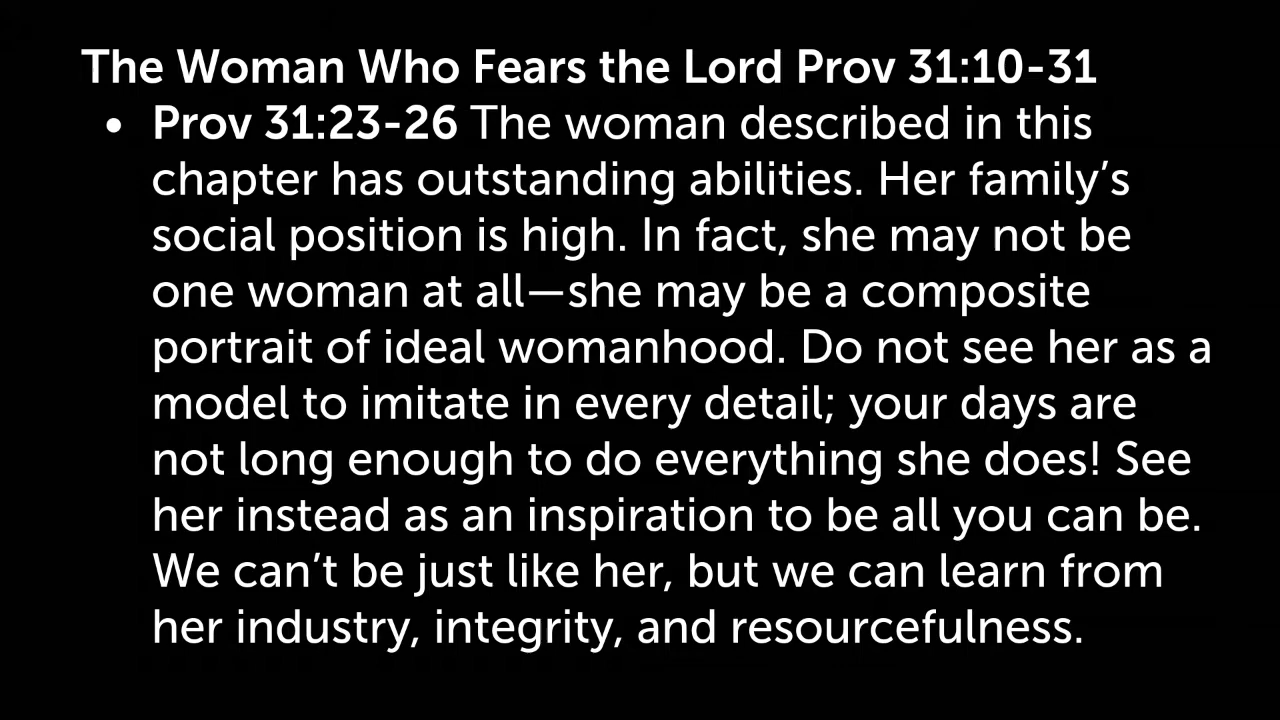 The Woman Who Fears the Lord Prov 31:10-31
• Prov 31:23-26 The woman described in this
chapter has outstanding abilities. Her family’s
social position is high. In fact, she may not be
one woman at all—she may be a composite
portrait of ideal womanhood. Do not see her as a
model to imitate in every detail; your days are
not long enough to do everything she does! See
her instead as an inspiration to be all you can be.
We can’t be just like her, but we can learn from
her industry, integrity, and resourcefulness.